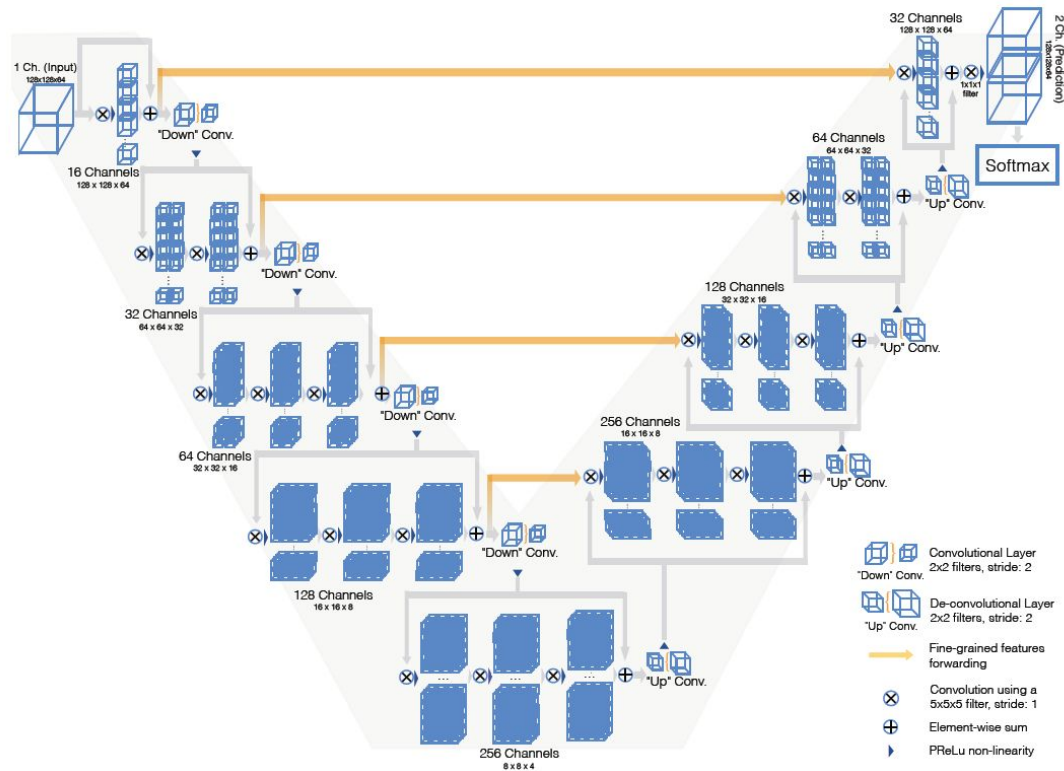 1 Ch. (Input)
128x128x64
"Down" Conv.
16 Channels
128 x 128 x 64
"Down" Conv.
32 Channels
64 x 64 x 32
"Down" Conv.
64 Channels
32 x 32 x 16
"Down" Conv.
128 Channels
16 x 16 x 8
...
...
...
256 Channels
8 x 8 x 4
"Up" Conv.
256 Channels
16 x 16 x 8
"Up" Conv.
128 Channels
32 x 32 x 16
"Up" Conv.
64 Channels
64 x 64 x 32
"Up" Conv.
32 Channels
128 x 128 x 64
1x1x1
filter
2 Ch. (Prediction)
128x128x64
Softmax
"Down" Conv.
Convolutional Layer
2x2 filters, stride: 2
"Up" Conv.
De-convolutional Layer
2x2 filters, stride: 2
Fine-grained features
forwarding
Convolution using a
5x5x5 filter, stride: 1
Element-wise sum
PReLu non-linearity